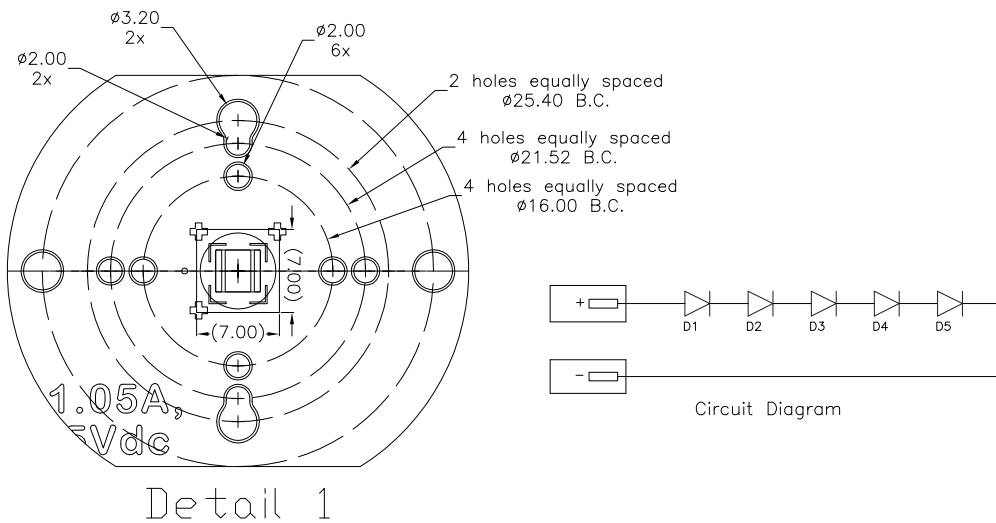 ø3.20
2x
ø2.00
6x
ø2.00
2x
2 holes equally spaced
ø25.40 B.C.
4 holes equally spaced
ø21.52 B.C.
4 holes equally spaced
ø16.00 B.C.
(7.00)
(7.00)
1.05A,
5Vdc
Detail 1
+
D1 D2 D3 D4 D5
-
Circuit Diagram